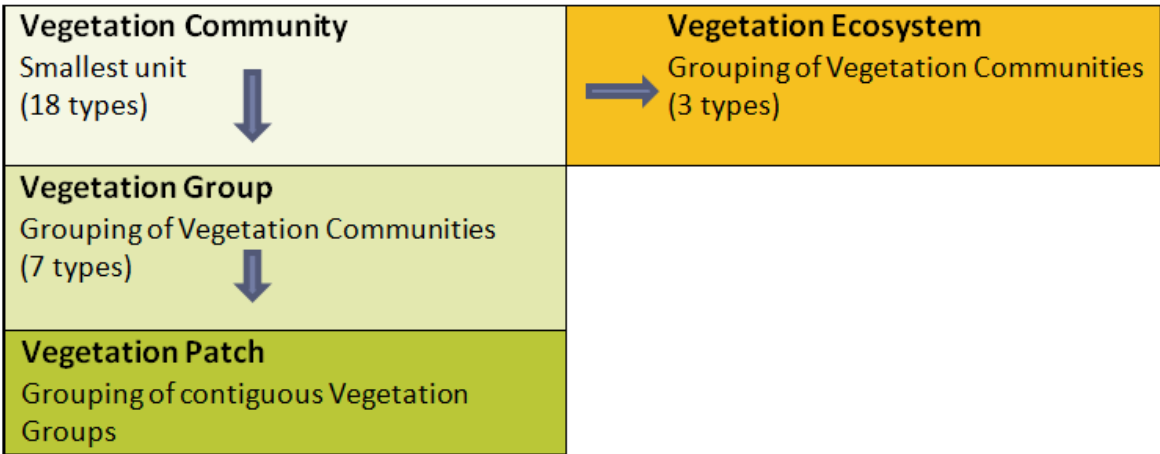 Vegetation Community
Smallest unit
(18 types)
Vegetation Ecosystem
Grouping of Vegetation Communities
(3 types)
Vegetation Group
Grouping of Vegetation Communities
(7 types)
Vegetation Patch
Grouping of contiguous Vegetation
Groups